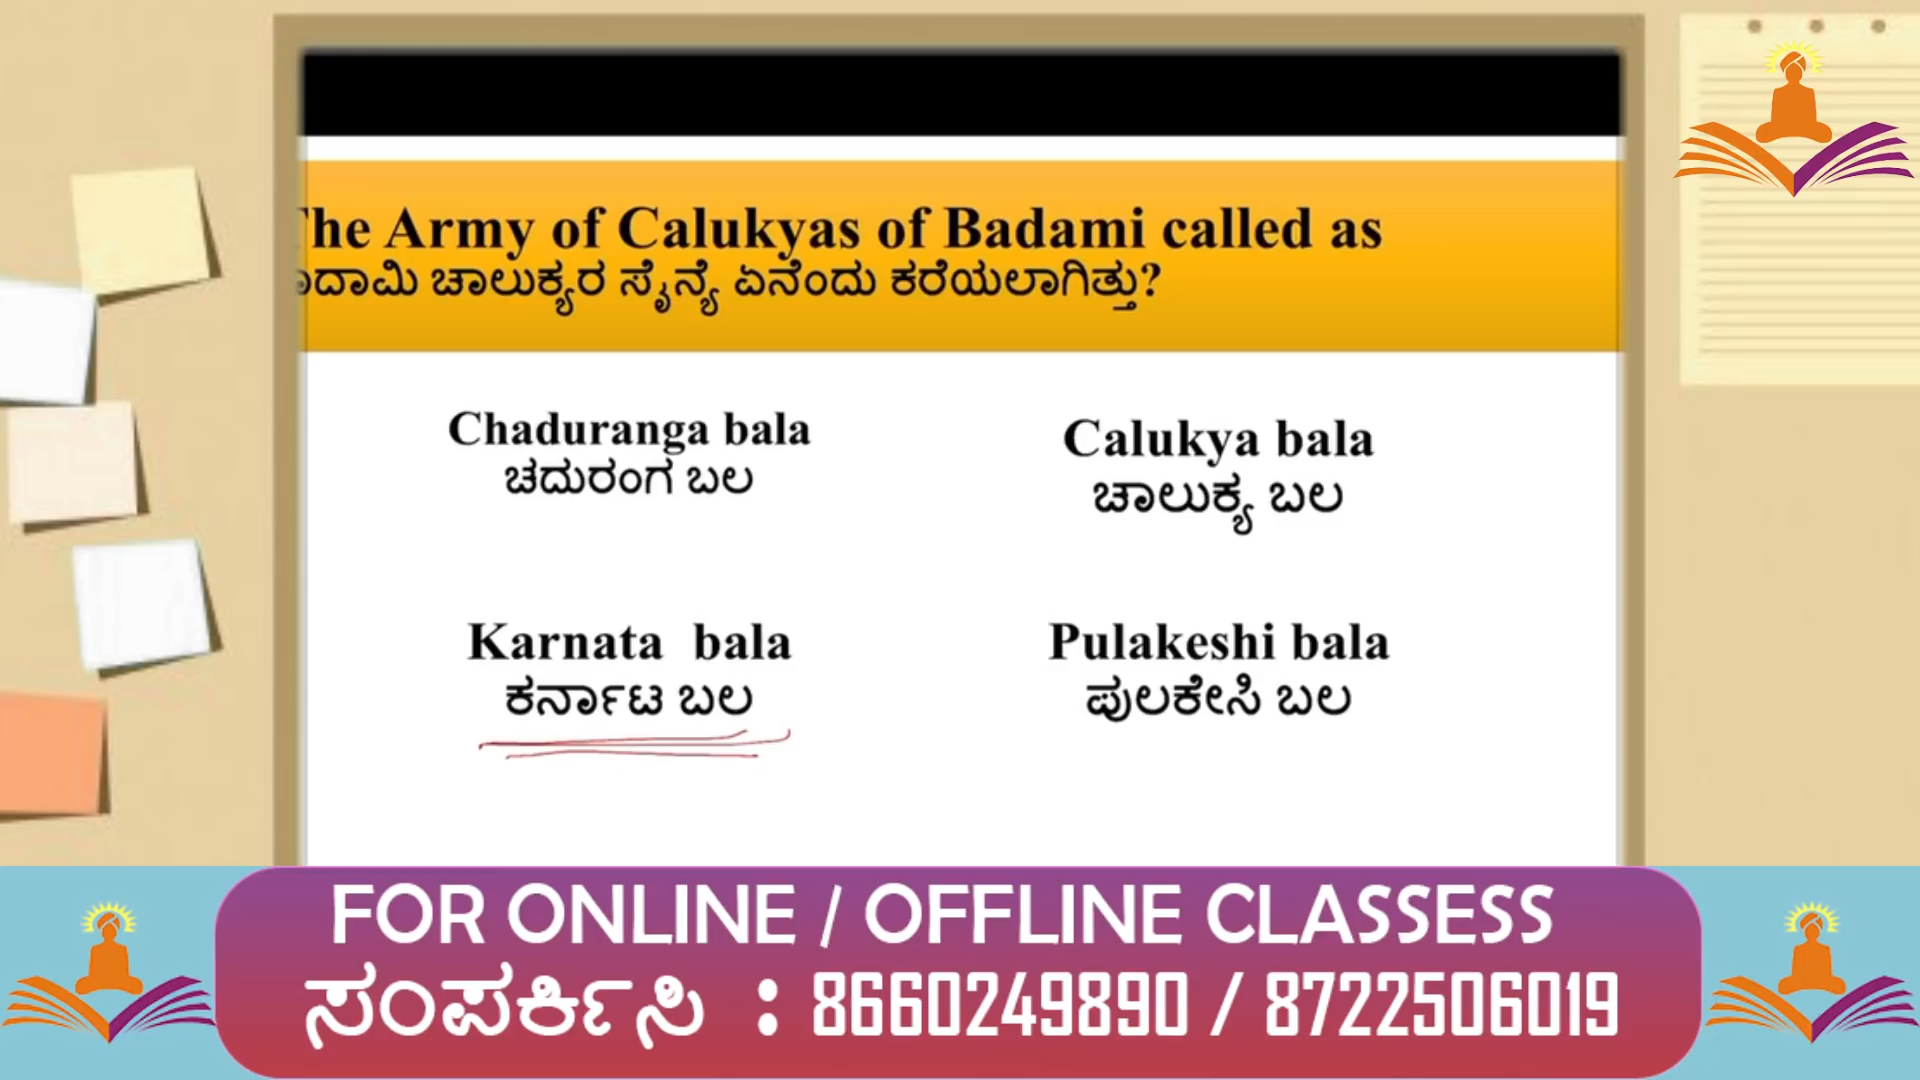 The Army of Calukyas of Badami called as
ದಾಮಿ ಚಾಲುಕ್ಯರ ಸೈನ್ಯೆ ಏನೆಂದು ಕರೆಯಲಾಗಿತ್ತು?
Chaduranga bala
ಚದುರಂಗ ಬಲ
Calukya bala
ಚಾಲುಕ್ಯ ಬಲ
Karnata bala
ಕರ್ನಾಟ ಬಲ
Pulakeshi bala
ಪುಲಕೇಸಿ ಬಲ
FOR ONLINE / OFFLINE CLASSESS
ಸಂಪರ್ಕಿಸಿ : 8660249890 / 8722506019